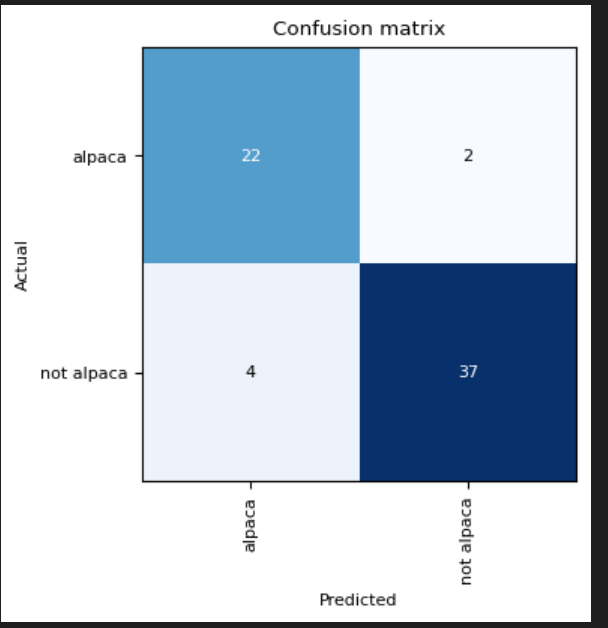 Confusion matrix
alpaca
22
2
Actual
not alpaca
4
37
alpaca
not alpaca
Predicted